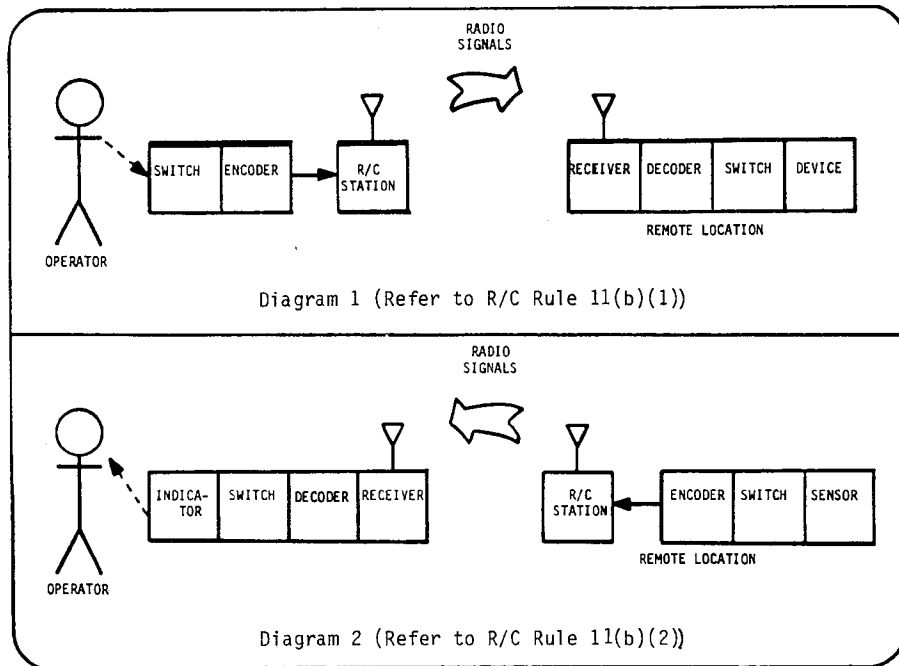 RADIO
SIGNALS
SWITCH
ENCODER
R/C
STATION
RECEIVER
DECODER
SWITCH
DEVICE
REMOTE LOCATION
OPERATOR
Diagram 1 (Refer to R/C Rule 11(b)(1))
RADIO
SIGNALS
INDICA-
TOR
SWITCH
DECODER
RECEIVER
R/C
STATION
ENCODER
SWITCH
SENSOR
REMOTE LOCATION
OPERATOR
Diagram 2 (Refer to R/C Rule 11(b)(2))